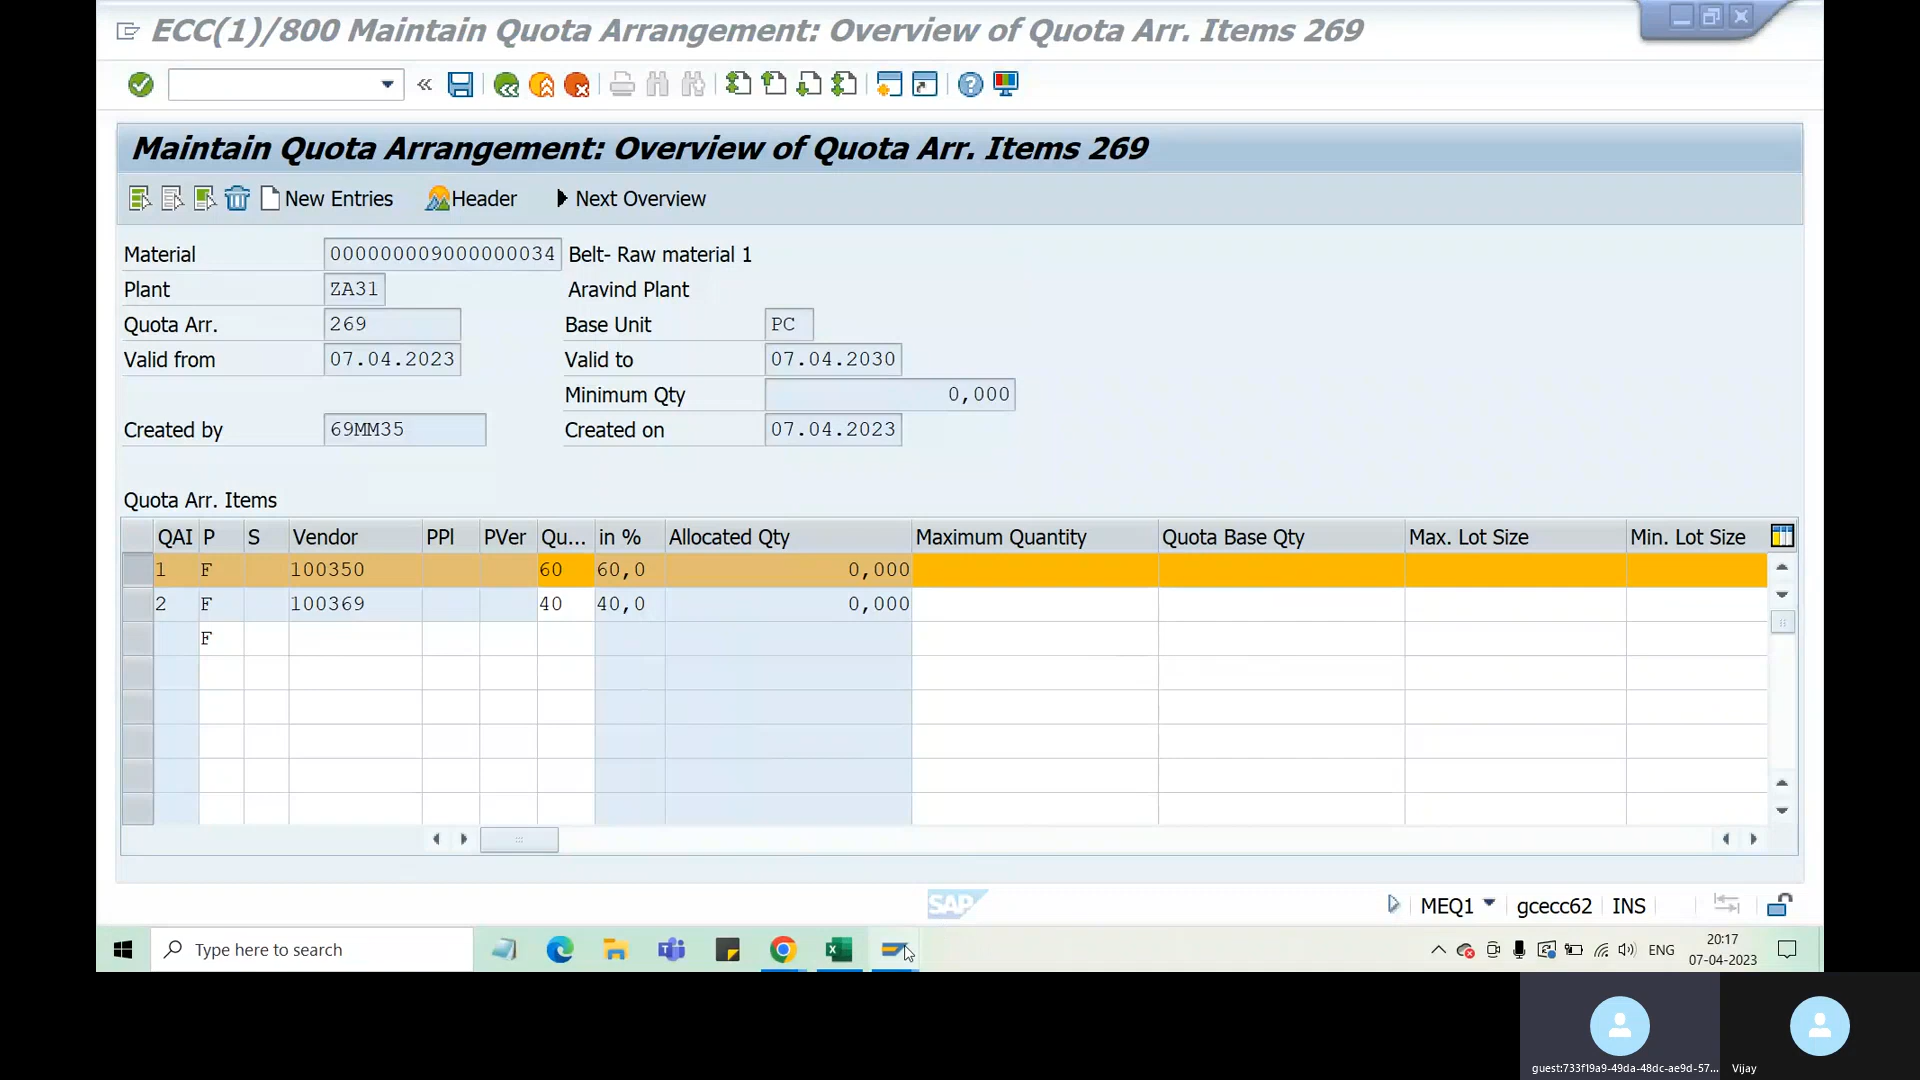 ECC(1)/800 Maintain Quota Arrangement: Overview of Quota Arr. Items 269
Maintain Quota Arrangement: Overview of Quota Arr. Items 269
New Entries Header Next Overview
Material 000000009000000034 Belt- Raw material 1
Plant ZA31 Aravind Plant
Quota Arr. 269 Base Unit PC
Valid from 07.04.2023 Valid to 07.04.2030
Minimum Qty 0,000
Created by 69MM35 Created on 07.04.2023
Quota Arr. Items
QAI P S Vendor PPl PVer Qu... in % Allocated Qty Maximum Quantity Quota Base Qty Max. Lot Size Min. Lot Size
1 F 100350 60 60,0 0,000
2 F 100369 40 40,0 0,000
F
SAP MEQ1 gcecc62 INS
Type here to search ENG 20:17
07-04-2023
guest:733f19a9-49da-48dc-ae9d-57... Vijay